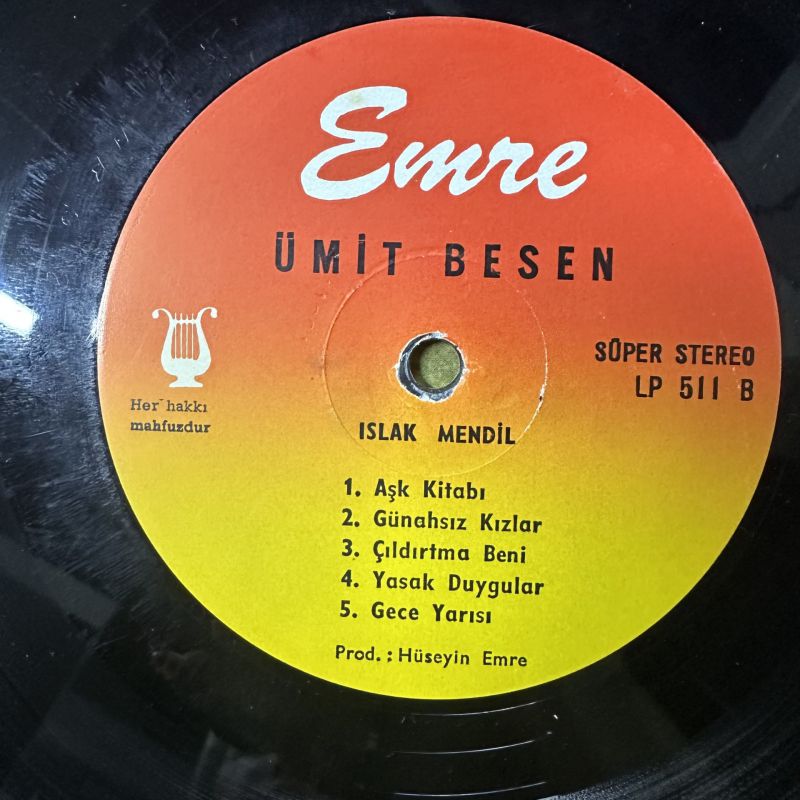 Emre
ÜMİT BESEN
SÜPER STEREO
LP 511 B
Her hakkı
mahfuzdur
ISLAK MENDİL
1. Aşk Kitabı
2. Günahsız Kızlar
3. Çıldırtma Beni
4. Yasak Duygular
5. Gece Yarısı
Prod. : Hüseyin Emre